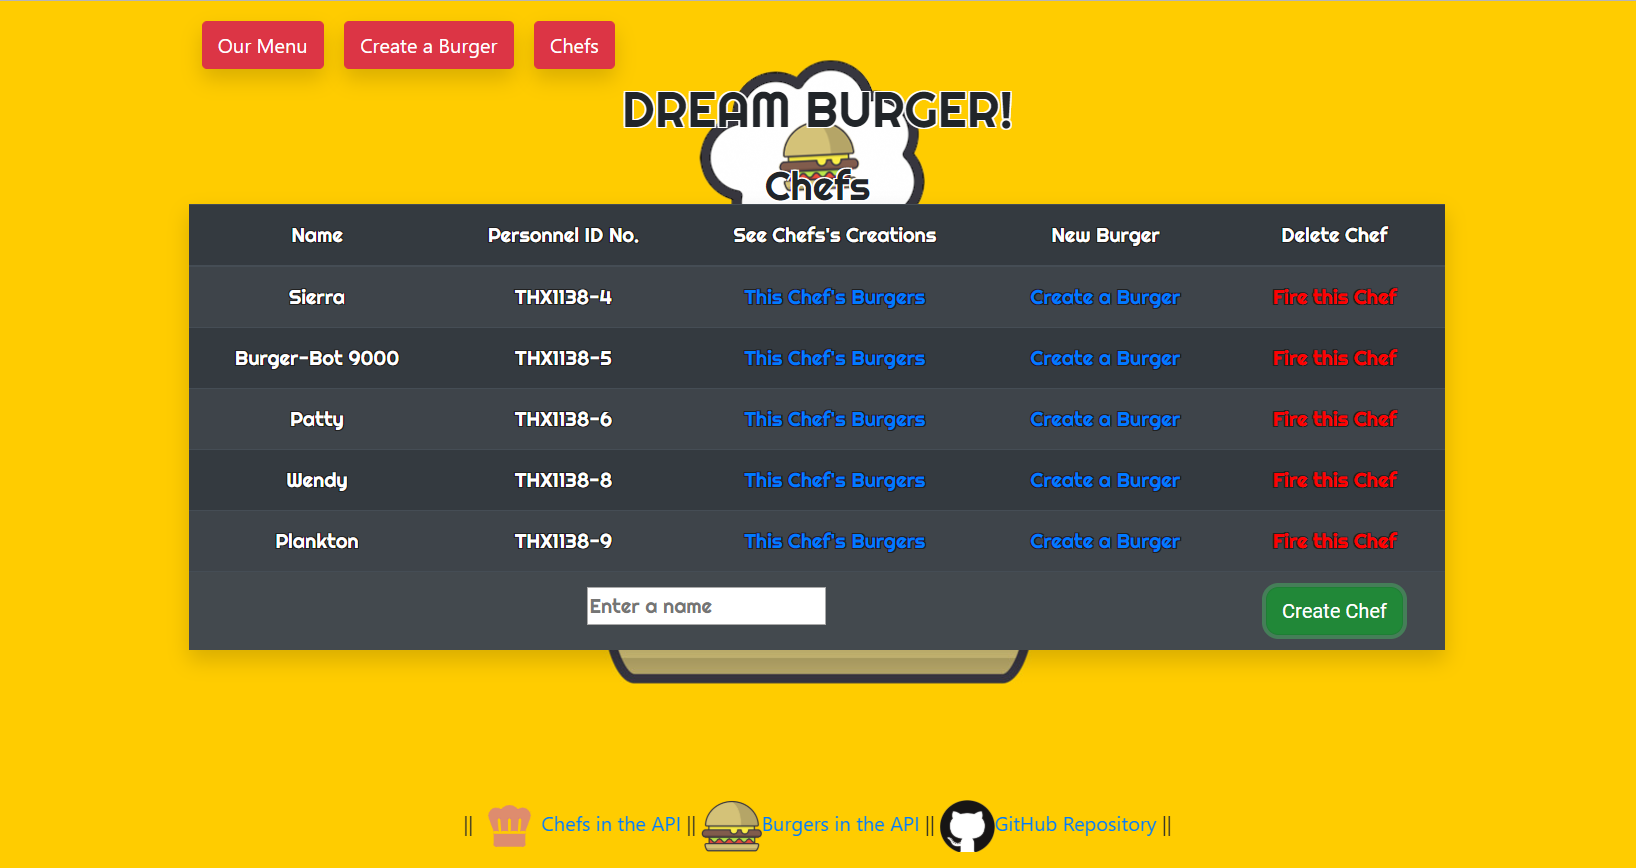 Our Menu Create a Burger Chefs
DREAM BURGER!
Chefs
Name Personnel ID No. See Chefs's Creations New Burger Delete Chef
Sierra THX1138-4 This Chef's Burgers Create a Burger Fire this Chef
Burger-Bot 9000 THX1138-5 This Chef's Burgers Create a Burger Fire this Chef
Patty THX1138-6 This Chef's Burgers Create a Burger Fire this Chef
Wendy THX1138-8 This Chef's Burgers Create a Burger Fire this Chef
Plankton THX1138-9 This Chef's Burgers Create a Burger Fire this Chef
Enter a name Create Chef
|| Chefs in the API || Burgers in the API || GitHub Repository ||